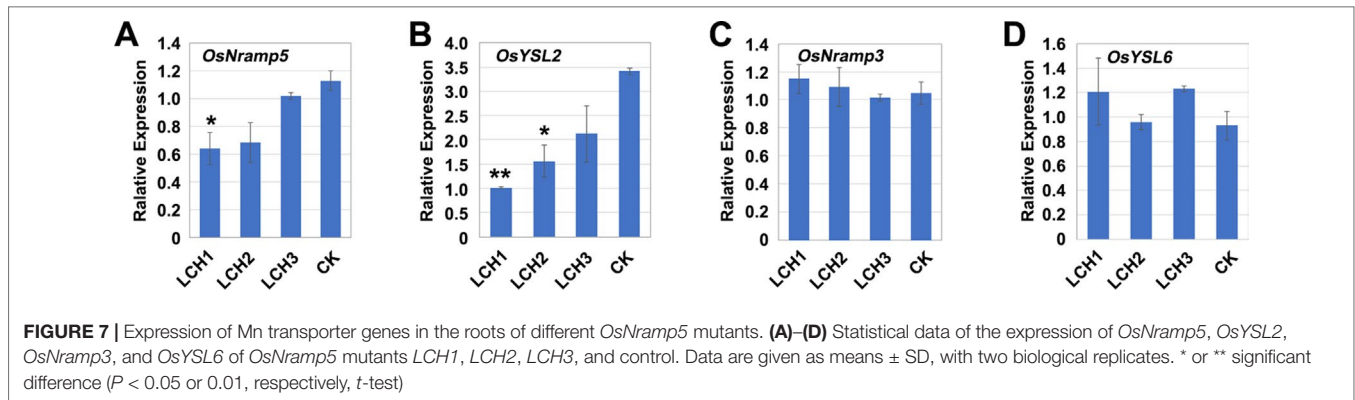 A
OsNramp5
Ralative Expression
1.4
1.2
1.0
0.8
0.6
0.4
0.2
0
*
LCH1
LCH2
LCH3
CK
B
OsYSL2
Ralative Expression
4.0
3.5
3.0
2.5
2.0
1.5
1.0
0.5
0
**
*
LCH1
LCH2
LCH3
CK
C
OsNramp3
Ralative Expression
1.4
1.2
1.0
0.8
0.6
0.4
0.2
0
LCH1
LCH2
LCH3
CK
D
OsYSL6
Ralative Expression
1.6
1.4
1.2
1.0
0.8
0.6
0.4
0.2
0
LCH1
LCH2
LCH3
CK
FIGURE 7 | Expression of Mn transporter genes in the roots of different OsNramp5 mutants. (A)–(D) Statistical data of the expression of OsNramp5, OsYSL2,
OsNramp3, and OsYSL6 of OsNramp5 mutants LCH1, LCH2, LCH3, and control. Data are given as means ± SD, with two biological replicates. * or ** significant
difference (P < 0.05 or 0.01, respectively, t-test)